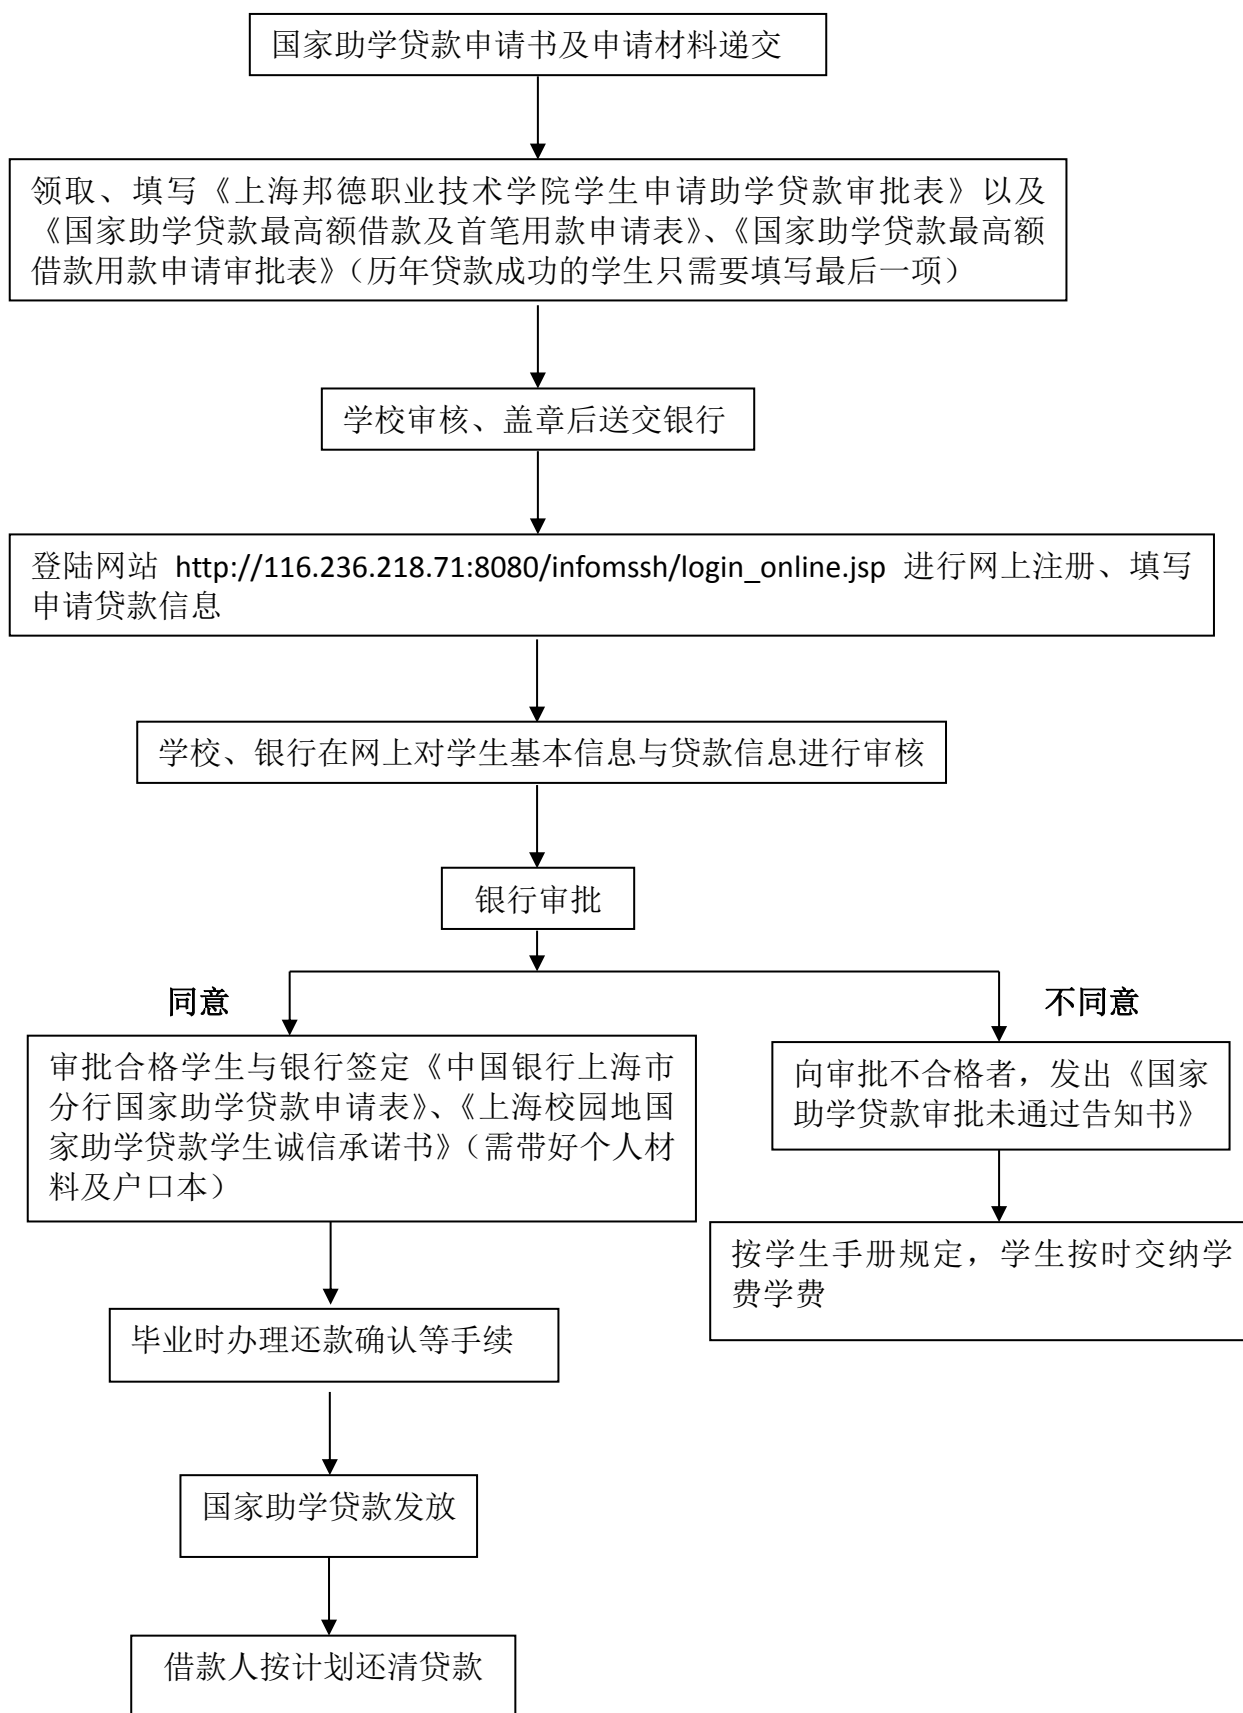 国家助学贷款申请书及申请材料递交
领取、填写《上海邦德职业技术学院学生申请助学贷款审批表》以及
《国家助学贷款最高额借款及首笔用款申请表》、《国家助学贷款最高额
借款用款申请审批表》（历年贷款成功的学生只需要填写最后一项）
学校审核、盖章后送交银行
登陆网站 http://116.236.218.71:8080/infomssh/login_online.jsp 进行网上注册、填写
申请贷款信息
学校、银行在网上对学生基本信息与贷款信息进行审核
银行审批
同意
不同意
审批合格学生与银行签定《中国银行上海市
分行国家助学贷款申请表》、《上海校园地国
家助学贷款学生诚信承诺书》（需带好个人材
料及户口本）
向审批不合格者，发出《国家
助学贷款审批未通过告知书》
按学生手册规定，学生按时交纳学
费学费
毕业时办理还款确认等手续
国家助学贷款发放
借款人按计划还清贷款